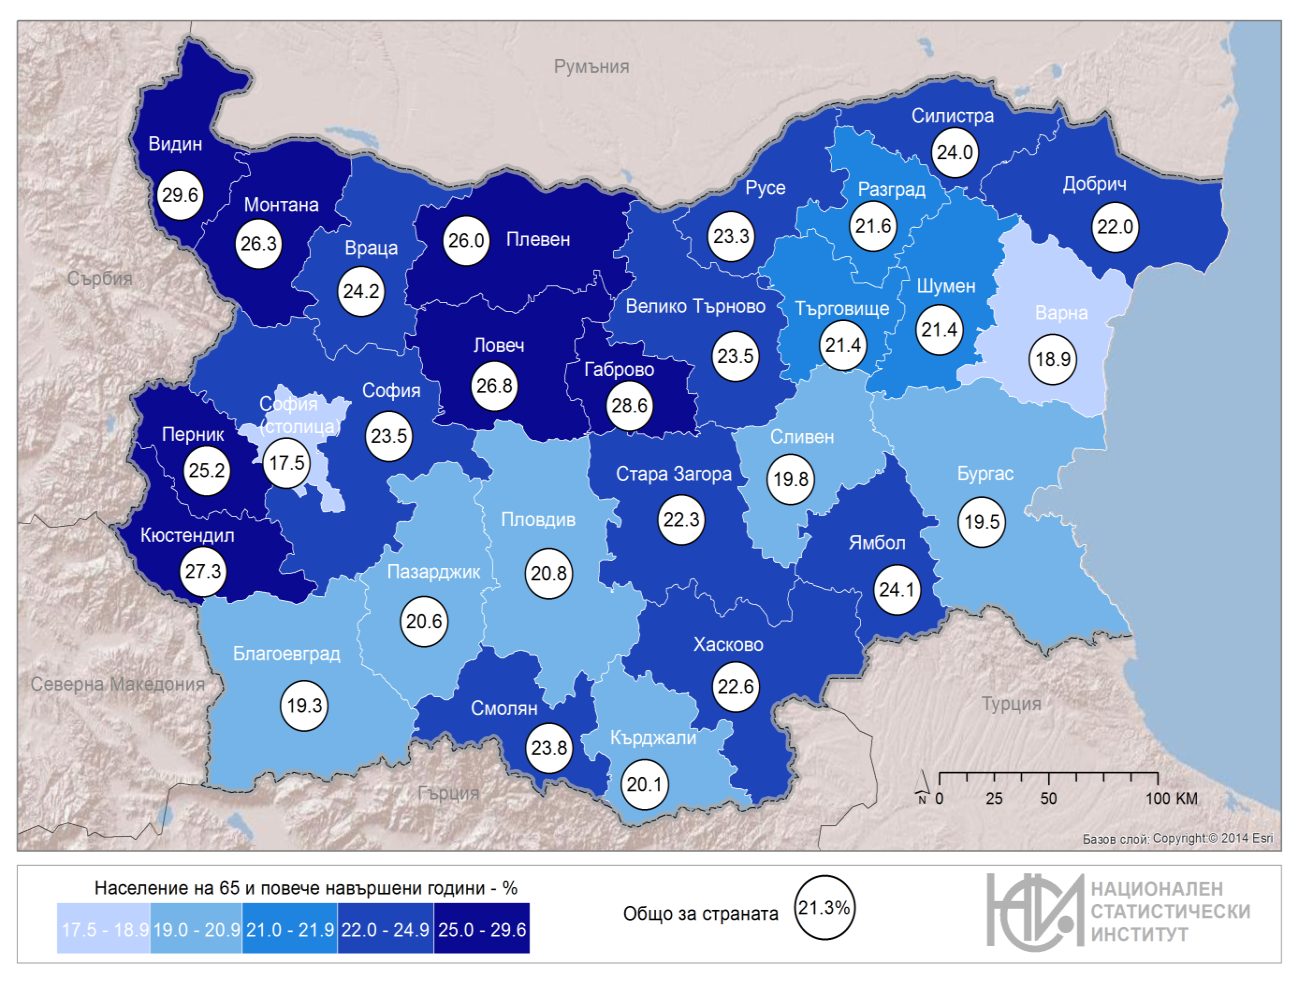 Румъния
Силистра
24.0
Видин
29.6
Монтана
26.3
Враца
24.2
26.0
Плевен
Русе
23.3
Разград
21.6
Добрич
22.0
Сърбия
Шумен
21.4
Велико Търново
23.5
Търговище
21.4
Варна
18.9
Ловеч
26.8
Габрово
28.6
София
23.5
София
(столица)
17.5
Перник
25.2
Сливен
19.8
Стара Загора
22.3
Бургас
19.5
Пловдив
20.8
Кюстендил
27.3
Ямбол
24.1
Пазарджик
20.6
Благоевград
19.3
Хасково
22.6
Северна Македония
Смолян
23.8
Турция
Кърджали
20.1
Гърция
N
0 25 50 100 KM
Базов слой: Copyright:© 2014 Esri
Население на 65 и повече навършени години - %
17.5 - 18.9 19.0 - 20.9 21.0 - 21.9 22.0 - 24.9 25.0 - 29.6
Общо за страната 21.3%
НСИ
НАЦИОНАЛЕН
СТАТИСТИЧЕСКИ
ИНСТИТУТ